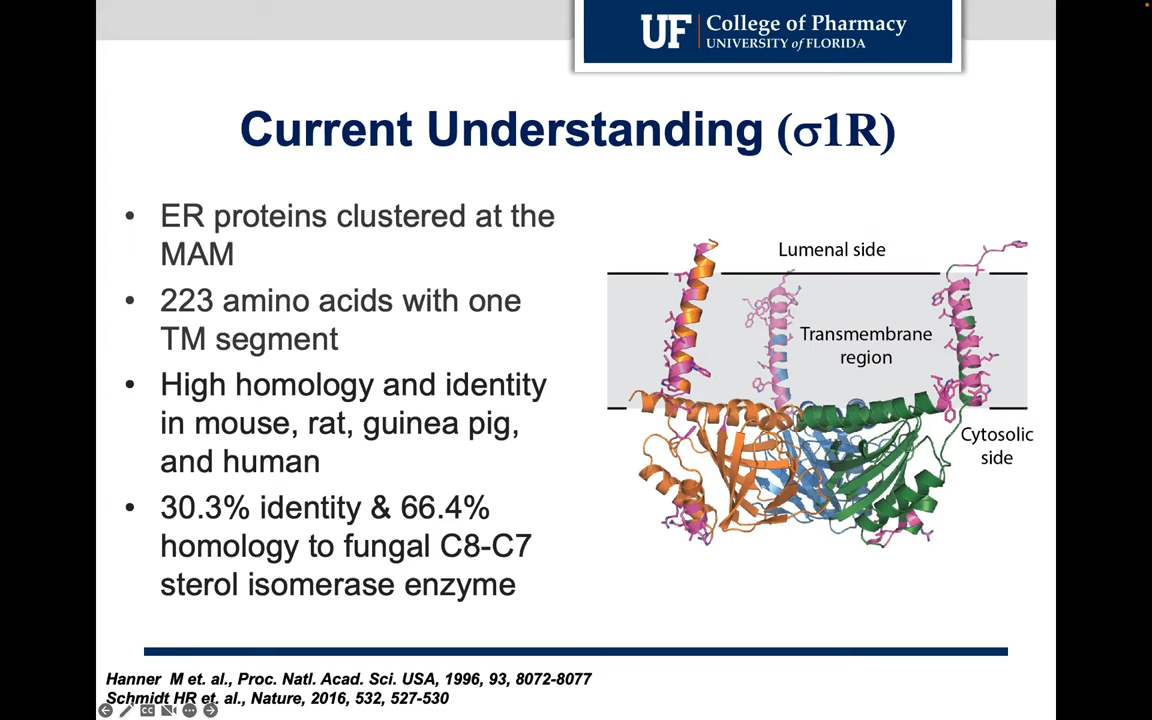 UF College of Pharmacy
UNIVERSITY of FLORIDA
Current Understanding (σ1R)
• ER proteins clustered at the
MAM
• 223 amino acids with one
TM segment
• High homology and identity
in mouse, rat, guinea pig,
and human
• 30.3% identity & 66.4%
homology to fungal C8-C7
sterol isomerase enzyme
Lumenal side
Transmembrane
region
Cytosolic
side
Hanner M et. al., Proc. Natl. Acad. Sci. USA, 1996, 93, 8072-8077
Schmidt HR et. al., Nature, 2016, 532, 527-530